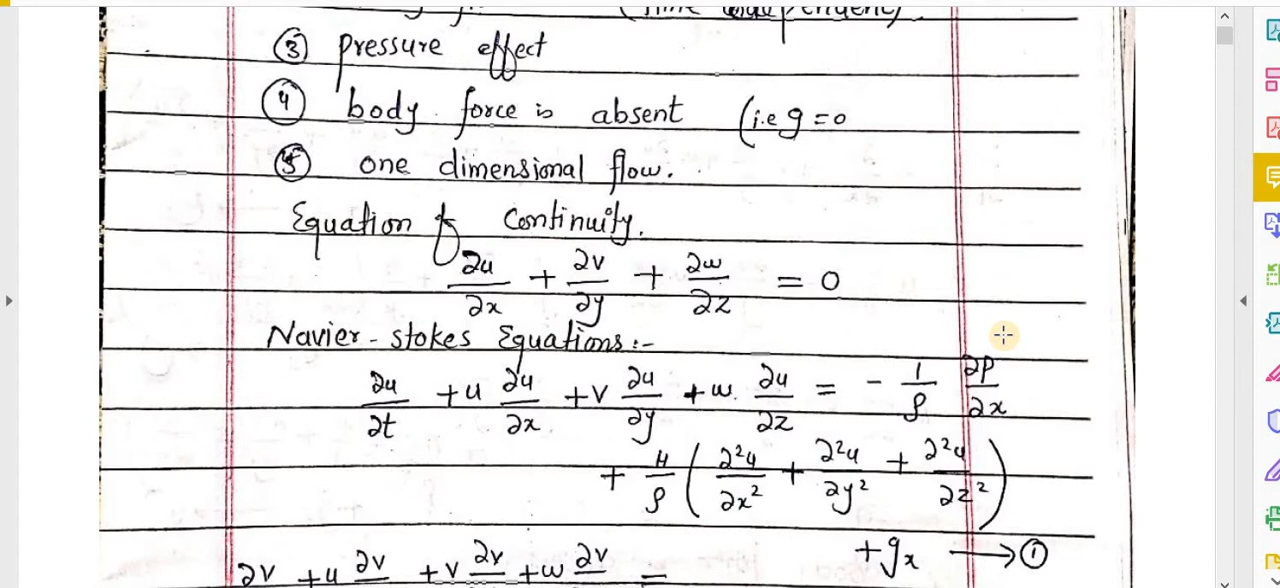 ③ pressure effect
④ body force is absent (i.e g = 0
⑤ one dimensional flow.
Equation of Continuity.
∂u/∂x + ∂v/∂y + ∂w/∂z = 0
Navier-stokes Equations:-
∂u/∂t + u ∂u/∂x + v ∂u/∂y + w. ∂u/∂z = - 1/ρ ∂P/∂x
+ μ/ρ ( ∂²u/∂x² + ∂²u/∂y² + ∂²u/∂z² )
+ gx → ①
∂v + u ∂v + v ∂v + w ∂v =